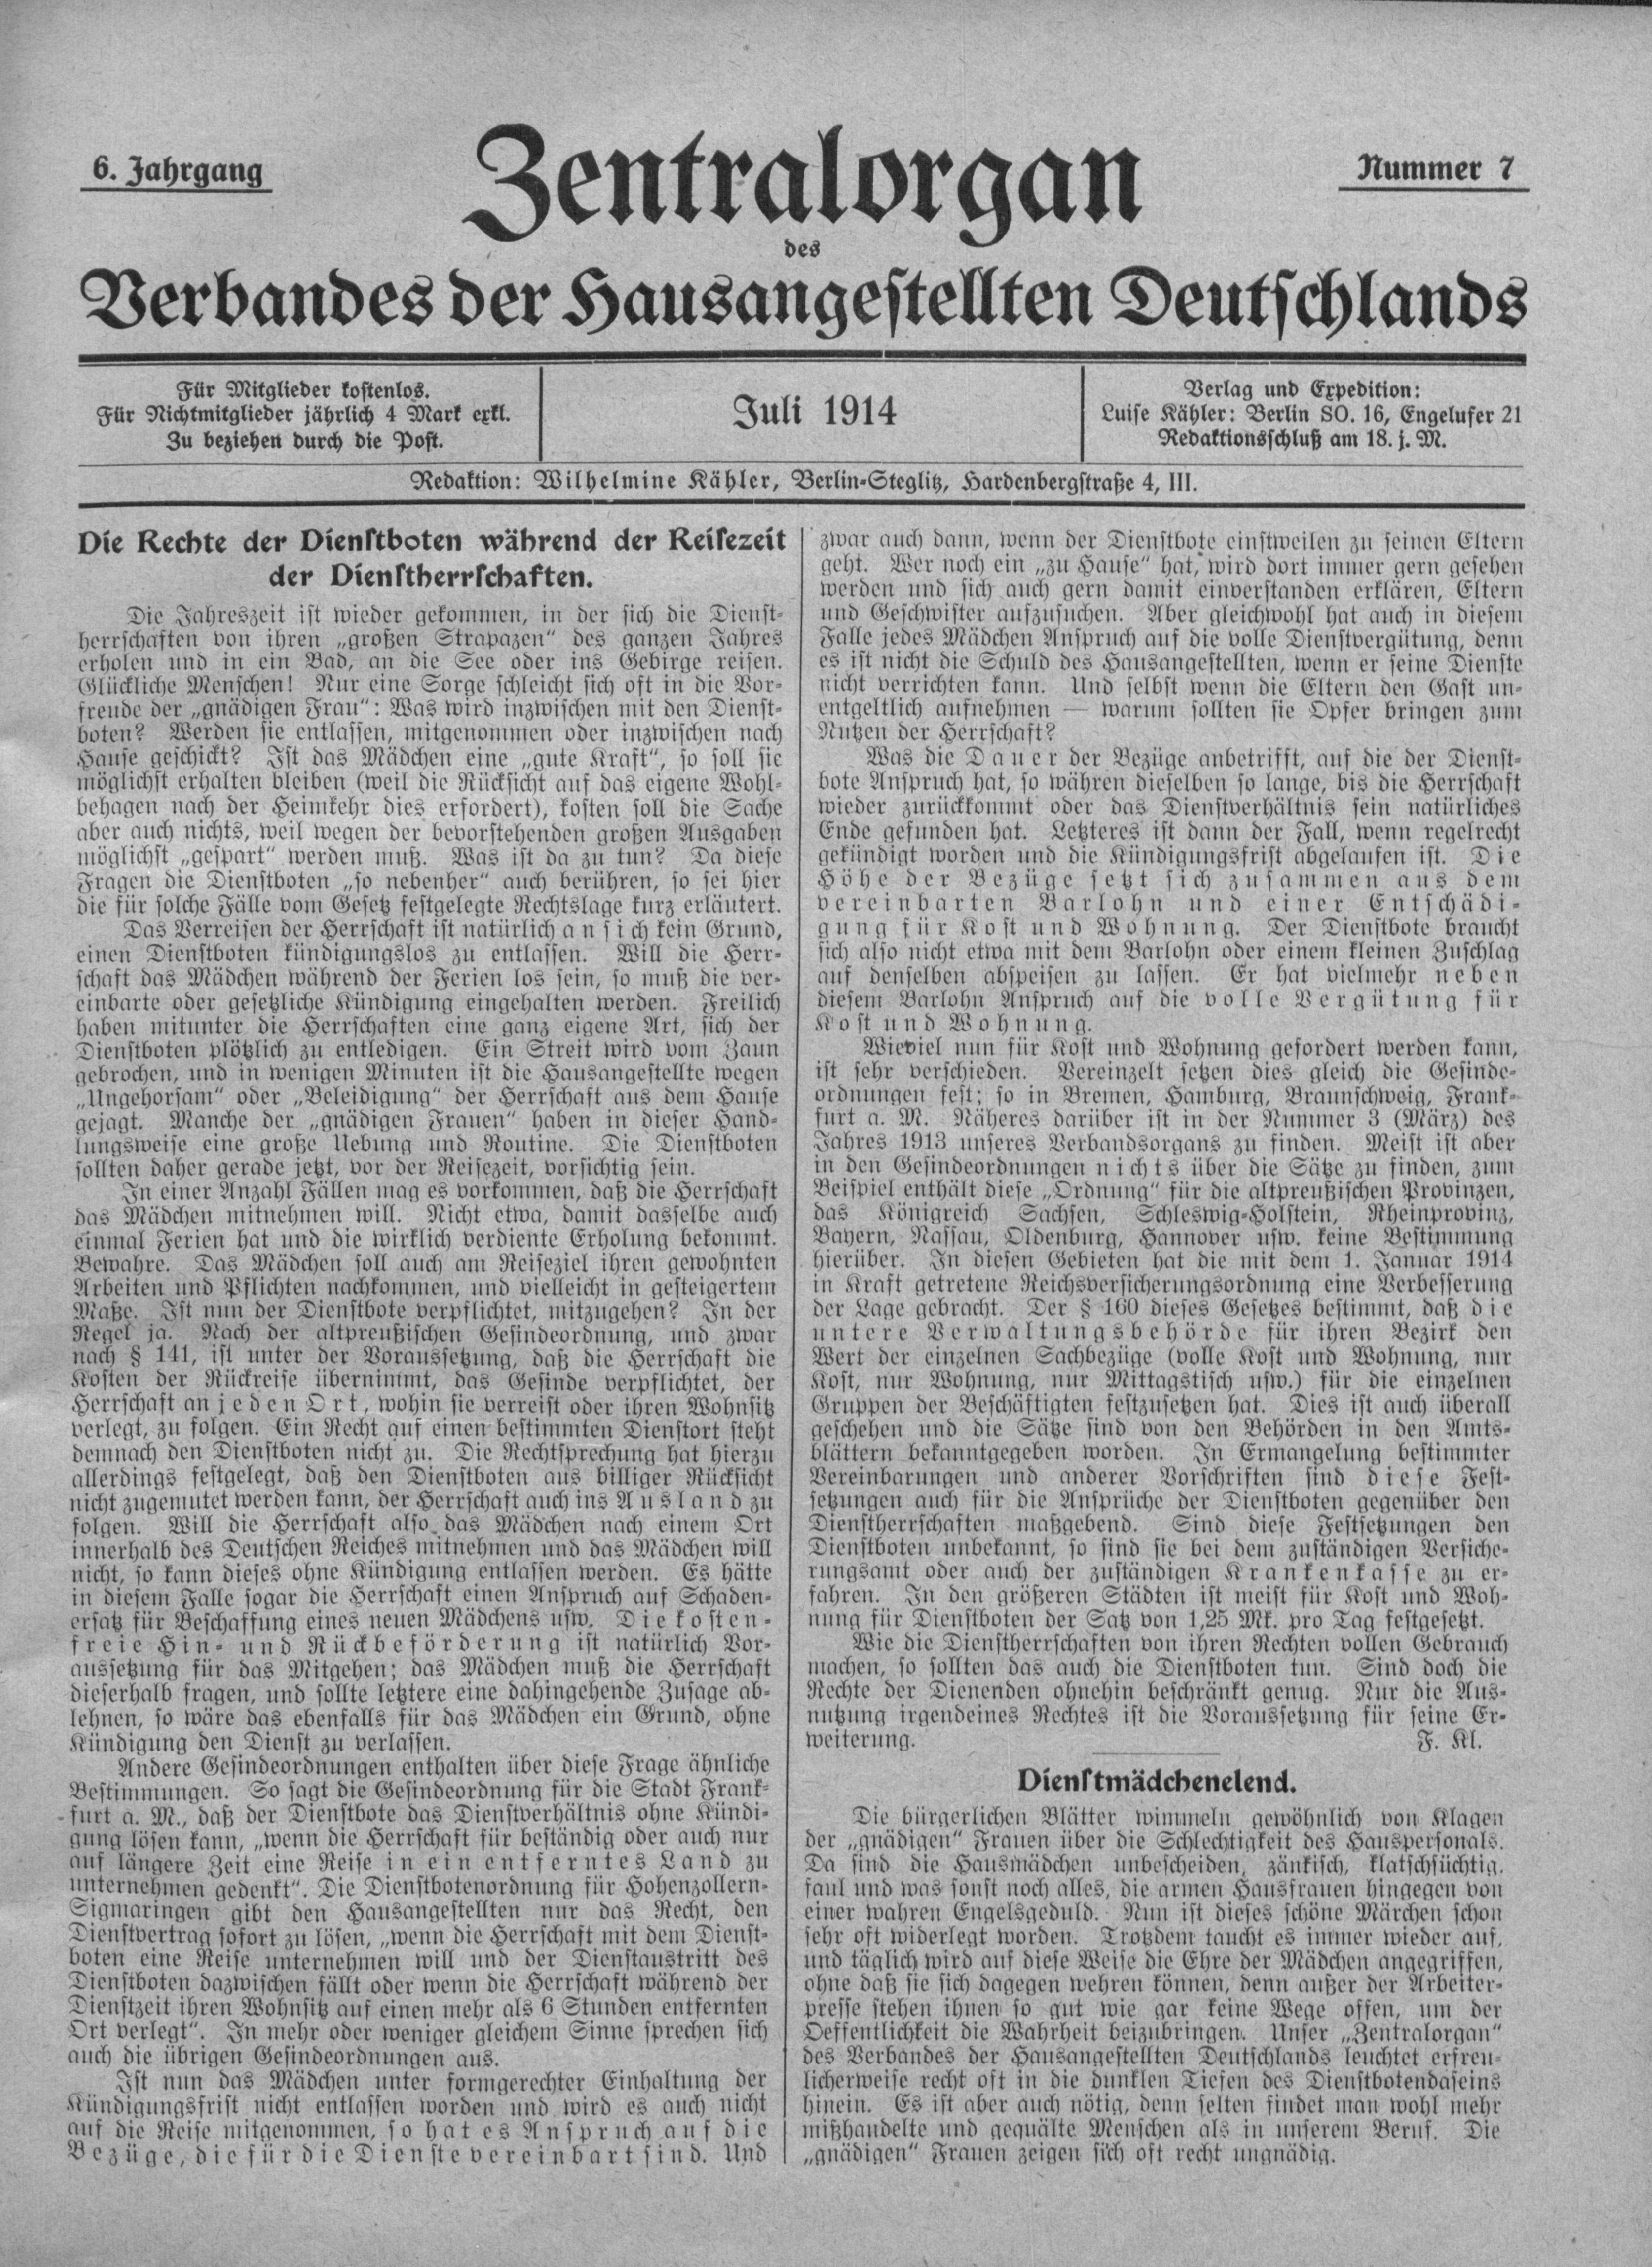 6. Jahrgang
Zentralorgan
Nummer 7
des
Verbandes der Hausangestellten Deutschlands
Für Mitglieder kostenlos.
Für Nichtmitglieder jährlich 4 Mark exkl.
Zu beziehen durch die Post.
Juli 1914
Verlag und Expedition:
Luise Kähler: Berlin SO. 16, Engelufer 21
Redaktionsschluß am 18. j. M.
Redaktion: Wilhelmine Kähler, Berlin-Steglitz, Hardenbergstraße 4, III.
Die Rechte der Dienstboten während der Reisezeit
der Dienstherrschaften.
Die Jahreszeit ist wieder gekommen, in der sich die Dienst-
herrschaften von ihren „großen Strapazen“ des ganzen Jahres
erholen und in ein Bad, an die See oder ins Gebirge reisen.
Glückliche Menschen! Nur eine Sorge schleicht sich oft in die Vor-
freude der „gnädigen Frau“: Was wird inzwischen mit den Dienst-
boten? Werden sie entlassen, mitgenommen oder inzwischen nach
Hause geschickt? Ist das Mädchen eine „gute Kraft“, so soll sie
möglichst erhalten bleiben (weil die Rücksicht auf das eigene Wohl-
behagen nach der Heimkehr dies erfordert), kosten soll die Sache
aber auch nichts, weil wegen der bevorstehenden großen Ausgaben
möglichst „gespart“ werden muß. Was ist da zu tun? Da diese
Fragen die Dienstboten „so nebenher“ auch berühren, so sei hier
die für solche Fälle vom Gesetz festgelegte Rechtslage kurz erläutert.
Das Verreisen der Herrschaft ist natürlich an sich kein Grund,
einen Dienstboten kündigungslos zu entlassen. Will die Herr-
schaft das Mädchen während der Ferien los sein, so muß die ver-
einbarte oder gesetzliche Kündigung eingehalten werden. Freilich
haben mitunter die Herrschaften eine ganz eigene Art, sich der
Dienstboten plötzlich zu entledigen. Ein Streit wird vom Zaun
gebrochen, und in wenigen Minuten ist die Hausangestellte wegen
„Ungehorsam“ oder „Beleidigung“ der Herrschaft aus dem Hause
gejagt. Manche der „gnädigen Frauen“ haben in dieser Hand-
lungsweise eine große Uebung und Routine. Die Dienstboten
sollten daher gerade jetzt, vor der Reisezeit, vorsichtig sein.
In einer Anzahl Fällen mag es vorkommen, daß die Herrschaft
das Mädchen mitnehmen will. Nicht etwa, damit dasselbe auch
einmal Ferien hat und die wirklich verdiente Erholung bekommt.
Bewahre. Das Mädchen soll auch am Reiseziel ihren gewohnten
Arbeiten und Pflichten nachkommen, und vielleicht in gesteigertem
Maße. Ist nun der Dienstbote verpflichtet, mitzugehen? In der
Regel ja. Nach der altpreußischen Gesindeordnung, und zwar
nach § 141, ist unter der Voraussetzung, daß die Herrschaft die
Kosten der Rückreise übernimmt, das Gesinde verpflichtet, der
Herrschaft an jeden Ort, wohin sie verreist oder ihren Wohnsitz
verlegt, zu folgen. Ein Recht auf einen bestimmten Dienstort steht
demnach den Dienstboten nicht zu. Die Rechtsprechung hat hierzu
allerdings festgelegt, daß den Dienstboten aus billiger Rücksicht
nicht zugemutet werden kann, der Herrschaft auch ins Ausland zu
folgen. Will die Herrschaft also das Mädchen nach einem Ort
innerhalb des Deutschen Reiches mitnehmen und das Mädchen will
nicht, so kann dieses ohne Kündigung entlassen werden. Es hätte
in diesem Falle sogar die Herrschaft einen Anspruch auf Schaden-
ersatz für Beschaffung eines neuen Mädchens usw. Die kosten-
freie Hin- und Rückbeförderung ist natürlich Vor-
aussetzung für das Mitgehen; das Mädchen muß die Herrschaft
dieserhalb fragen, und sollte letztere eine dahingehende Zusage ab-
lehnen, so wäre das ebenfalls für das Mädchen ein Grund, ohne
Kündigung den Dienst zu verlassen.
Andere Gesindeordnungen enthalten über diese Frage ähnliche
Bestimmungen. So sagt die Gesindeordnung für die Stadt Frank-
furt a. M., daß der Dienstbote das Dienstverhältnis ohne Kündi-
gung lösen kann, „wenn die Herrschaft für beständig oder auch nur
auf längere Zeit eine Reise in ein entferntes Land zu
unternehmen gedenkt“. Die Dienstbotenordnung für Hohenzollern-
Sigmaringen gibt den Hausangestellten nur das Recht, den
Dienstvertrag sofort zu lösen, „wenn die Herrschaft mit dem Dienst-
boten eine Reise unternehmen will und der Dienstaustritt des
Dienstboten dazwischen fällt oder wenn die Herrschaft während der
Dienstzeit ihren Wohnsitz auf einen mehr als 6 Stunden entfernten
Ort verlegt“. In mehr oder weniger gleichem Sinne sprechen sich
auch die übrigen Gesindeordnungen aus.
Ist nun das Mädchen unter formgerechter Einhaltung der
Kündigungsfrist nicht entlassen worden und wird es auch nicht
auf die Reise mitgenommen, so hat es Anspruch auf die
Bezüge, die für die Dienste vereinbart sind. Und
zwar auch dann, wenn der Dienstbote einstweilen zu seinen Eltern
geht. Wer noch ein „zu Hause“ hat, wird dort immer gern gesehen
werden und sich auch gern damit einverstanden erklären, Eltern
und Geschwister aufzusuchen. Aber gleichwohl hat auch in diesem
Falle jedes Mädchen Anspruch auf die volle Dienstvergütung, denn
es ist nicht die Schuld des Hausangestellten, wenn er seine Dienste
nicht verrichten kann. Und selbst wenn die Eltern den Gast un-
entgeltlich aufnehmen — warum sollten sie Opfer bringen zum
Nutzen der Herrschaft?
Was die Dauer der Bezüge anbetrifft, auf die der Dienst-
bote Anspruch hat, so währen dieselben so lange, bis die Herrschaft
wieder zurückkommt oder das Dienstverhältnis sein natürliches
Ende gefunden hat. Letzteres ist dann der Fall, wenn regelrecht
gekündigt worden und die Kündigungsfrist abgelaufen ist. Die
Höhe der Bezüge setzt sich zusammen aus dem
vereinbarten Barlohn und einer Entschädi-
gung für Kost und Wohnung. Der Dienstbote braucht
sich also nicht etwa mit dem Barlohn oder einem kleinen Zuschlag
auf denselben abspeisen zu lassen. Er hat vielmehr neben
diesem Barlohn Anspruch auf die volle Vergütung für
Kost und Wohnung.
Wieviel nun für Kost und Wohnung gefordert werden kann,
ist sehr verschieden. Vereinzelt setzen dies gleich die Gesinde-
ordnungen fest; so in Bremen, Hamburg, Braunschweig, Frank-
furt a. M. Näheres darüber ist in der Nummer 3 (März) des
Jahres 1913 unseres Verbandsorgans zu finden. Meist ist aber
in den Gesindeordnungen nichts über die Sätze zu finden, zum
Beispiel enthält diese „Ordnung“ für die altpreußischen Provinzen,
das Königreich Sachsen, Schleswig-Holstein, Rheinprovinz,
Bayern, Nassau, Oldenburg, Hannover usw. keine Bestimmung
hierüber. In diesen Gebieten hat die mit dem 1. Januar 1914
in Kraft getretene Reichsversicherungsordnung eine Verbesserung
der Lage gebracht. Der § 160 dieses Gesetzes bestimmt, daß die
untere Verwaltungsbehörde für ihren Bezirk den
Wert der einzelnen Sachbezüge (volle Kost und Wohnung, nur
Kost, nur Wohnung, nur Mittagstisch usw.) für die einzelnen
Gruppen der Beschäftigten festzusetzen hat. Dies ist auch überall
geschehen und die Sätze sind von den Behörden in den Amts-
blättern bekanntgegeben worden. In Ermangelung bestimmter
Vereinbarungen und anderer Vorschriften sind diese Fest-
setzungen auch für die Ansprüche der Dienstboten gegenüber den
Dienstherrschaften maßgebend. Sind diese Festsetzungen den
Dienstboten unbekannt, so sind sie bei dem zuständigen Versiche-
rungsamt oder auch der zuständigen Krankenkasse zu er-
fahren. In den größeren Städten ist meist für Kost und Woh-
nung für Dienstboten der Satz von 1,25 Mk. pro Tag festgesetzt.
Wie die Dienstherrschaften von ihren Rechten vollen Gebrauch
machen, so sollten das auch die Dienstboten tun. Sind doch die
Rechte der Dienenden ohnehin beschränkt genug. Nur die Aus-
nutzung irgendeines Rechtes ist die Voraussetzung für seine Er-
weiterung. F. Kl.
Dienstmädchenelend.
Die bürgerlichen Blätter wimmeln gewöhnlich von Klagen
der „gnädigen“ Frauen über die Schlechtigkeit des Hauspersonals.
Da sind die Hausmädchen unbescheiden, zänkisch, klatschsüchtig,
faul und was sonst noch alles, die armen Hausfrauen hingegen von
einer wahren Engelsgeduld. Nun ist dieses schöne Märchen schon
sehr oft widerlegt worden. Trotzdem taucht es immer wieder auf,
und täglich wird auf diese Weise die Ehre der Mädchen angegriffen,
ohne daß sie sich dagegen wehren können, denn außer der Arbeiter-
presse stehen ihnen so gut wie gar keine Wege offen, um der
Oeffentlichkeit die Wahrheit beizubringen. Unser „Zentralorgan“
des Verbandes der Hausangestellten Deutschlands leuchtet erfreu-
licherweise recht oft in die dunklen Tiefen des Dienstbotendaseins
hinein. Es ist aber auch nötig, denn selten findet man wohl mehr
mißhandelte und gequälte Menschen als in unserem Beruf. Die
„gnädigen“ Frauen zeigen sich oft recht ungnädig.